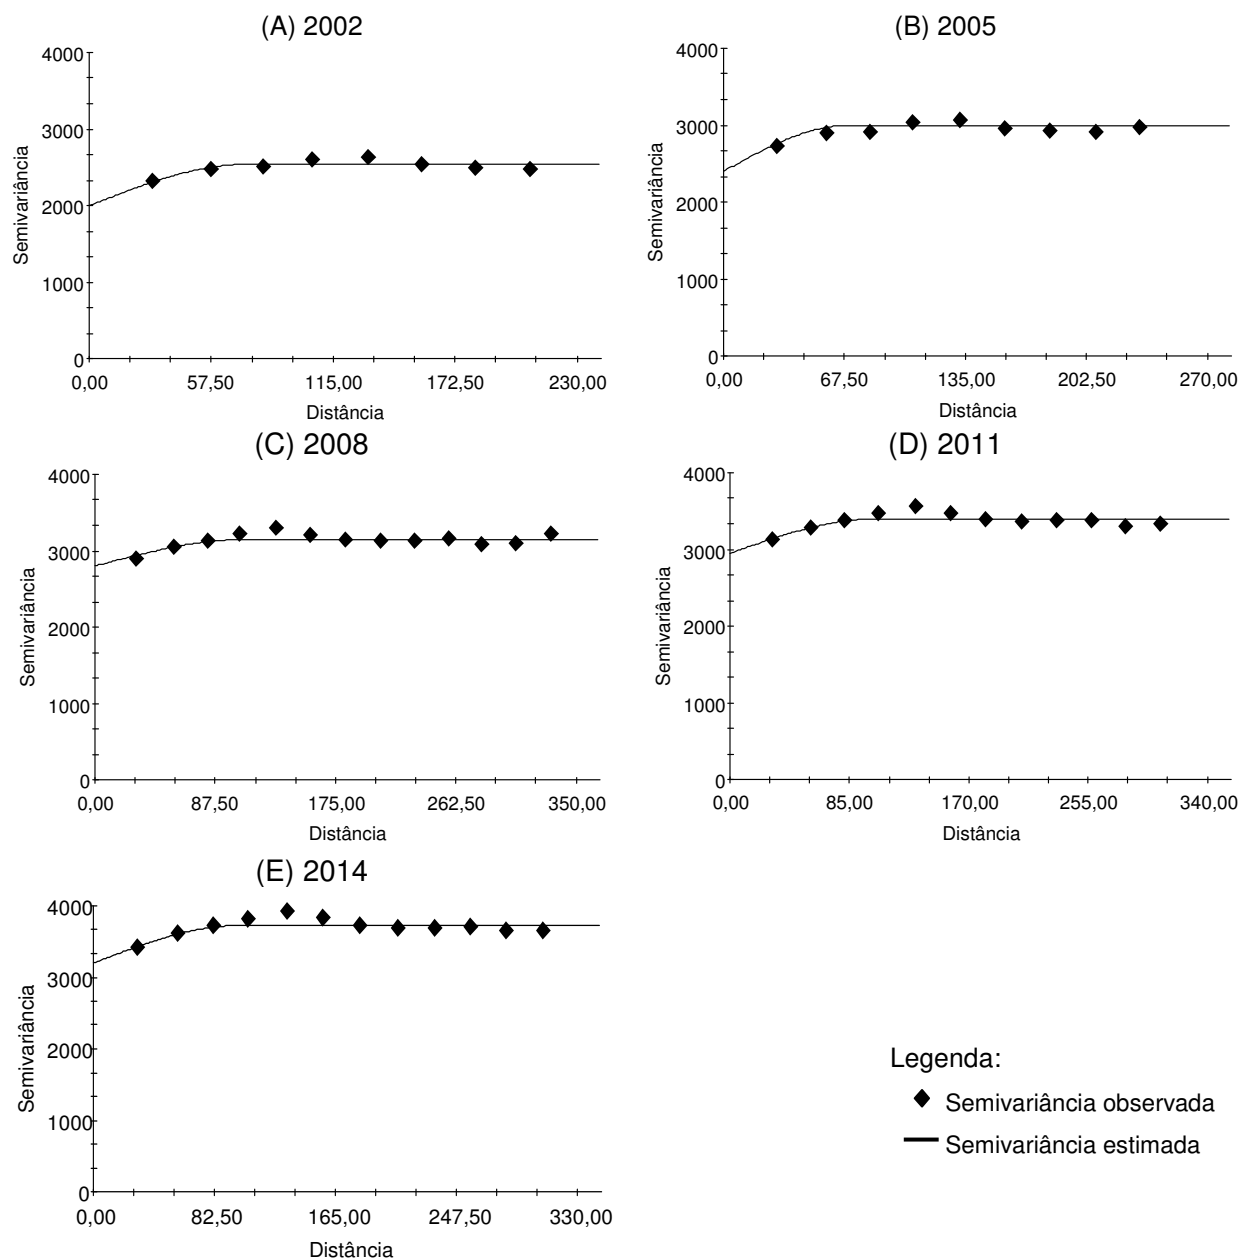 (A) 2002
4000
3000
2000
1000
0
Semivariância
0,00 57,50 115,00 172,50 230,00
Distância
(B) 2005
4000
3000
2000
1000
0
Semivariância
0,00 67,50 135,00 202,50 270,00
Distância
(C) 2008
4000
3000
2000
1000
0
Semivariância
0,00 87,50 175,00 262,50 350,00
Distância
(D) 2011
4000
3000
2000
1000
0
Semivariância
0,00 85,00 170,00 255,00 340,00
Distância
(E) 2014
4000
3000
2000
1000
0
Semivariância
0,00 82,50 165,00 247,50 330,00
Distância
Legenda:
Semivariância observada
Semivariância estimada